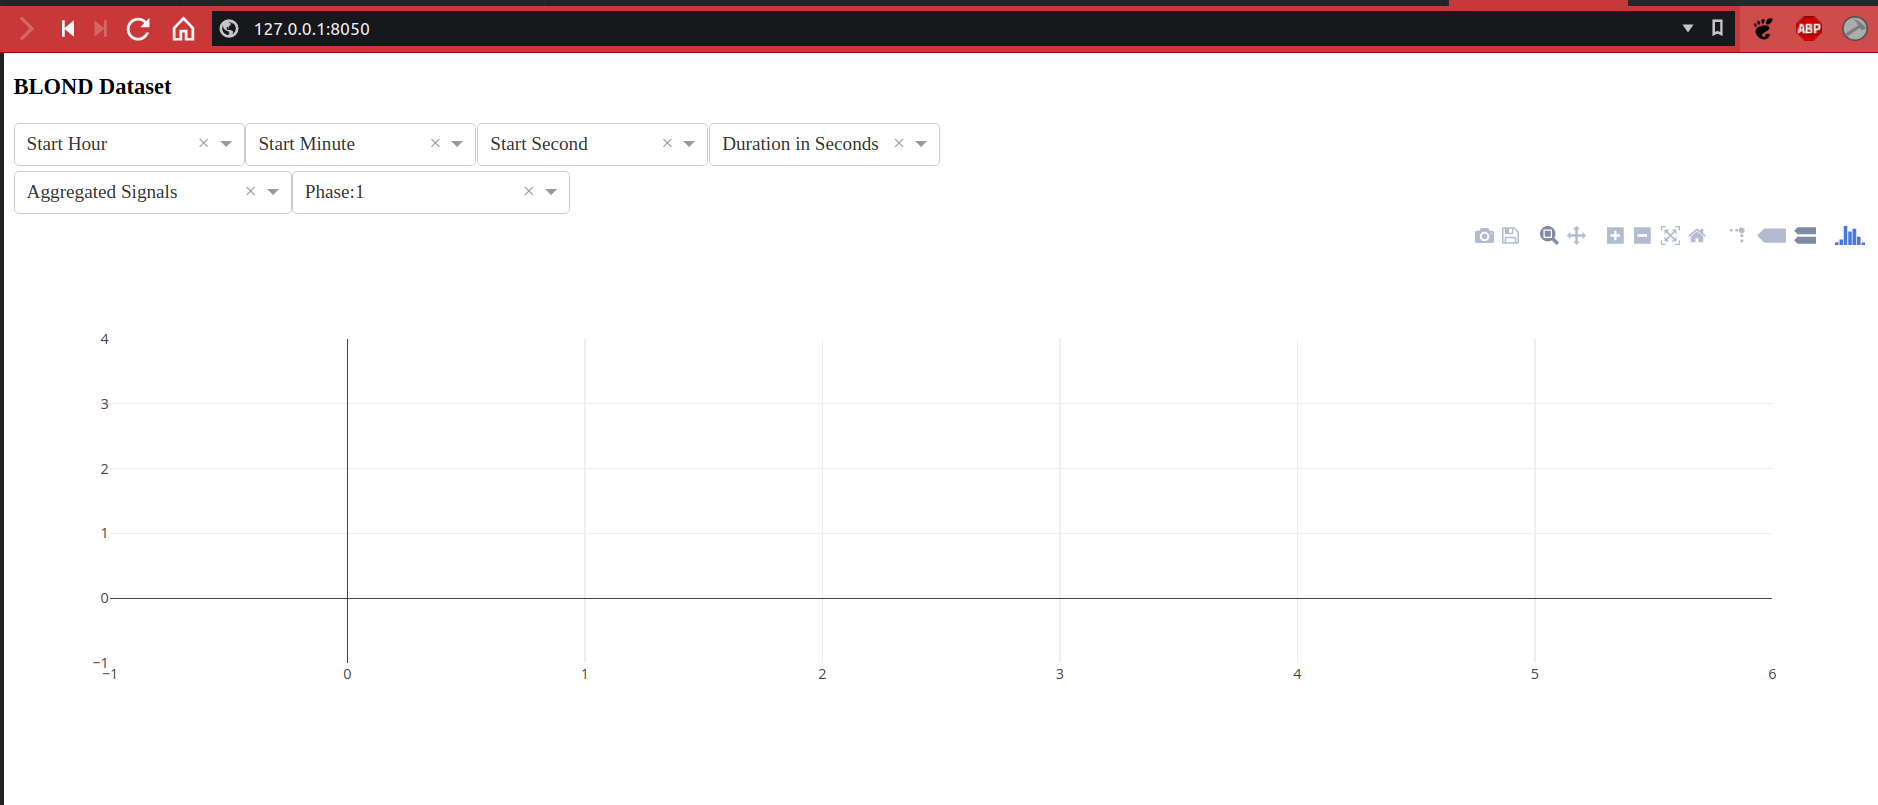 127.0.0.1:8050
ABP
BLOND Dataset
Start Hour × Start Minute × Start Second × Duration in Seconds ×
Aggregated Signals × Phase:1 ×
4
3
2
1
0
−1
−1 0 1 2 3 4 5 6